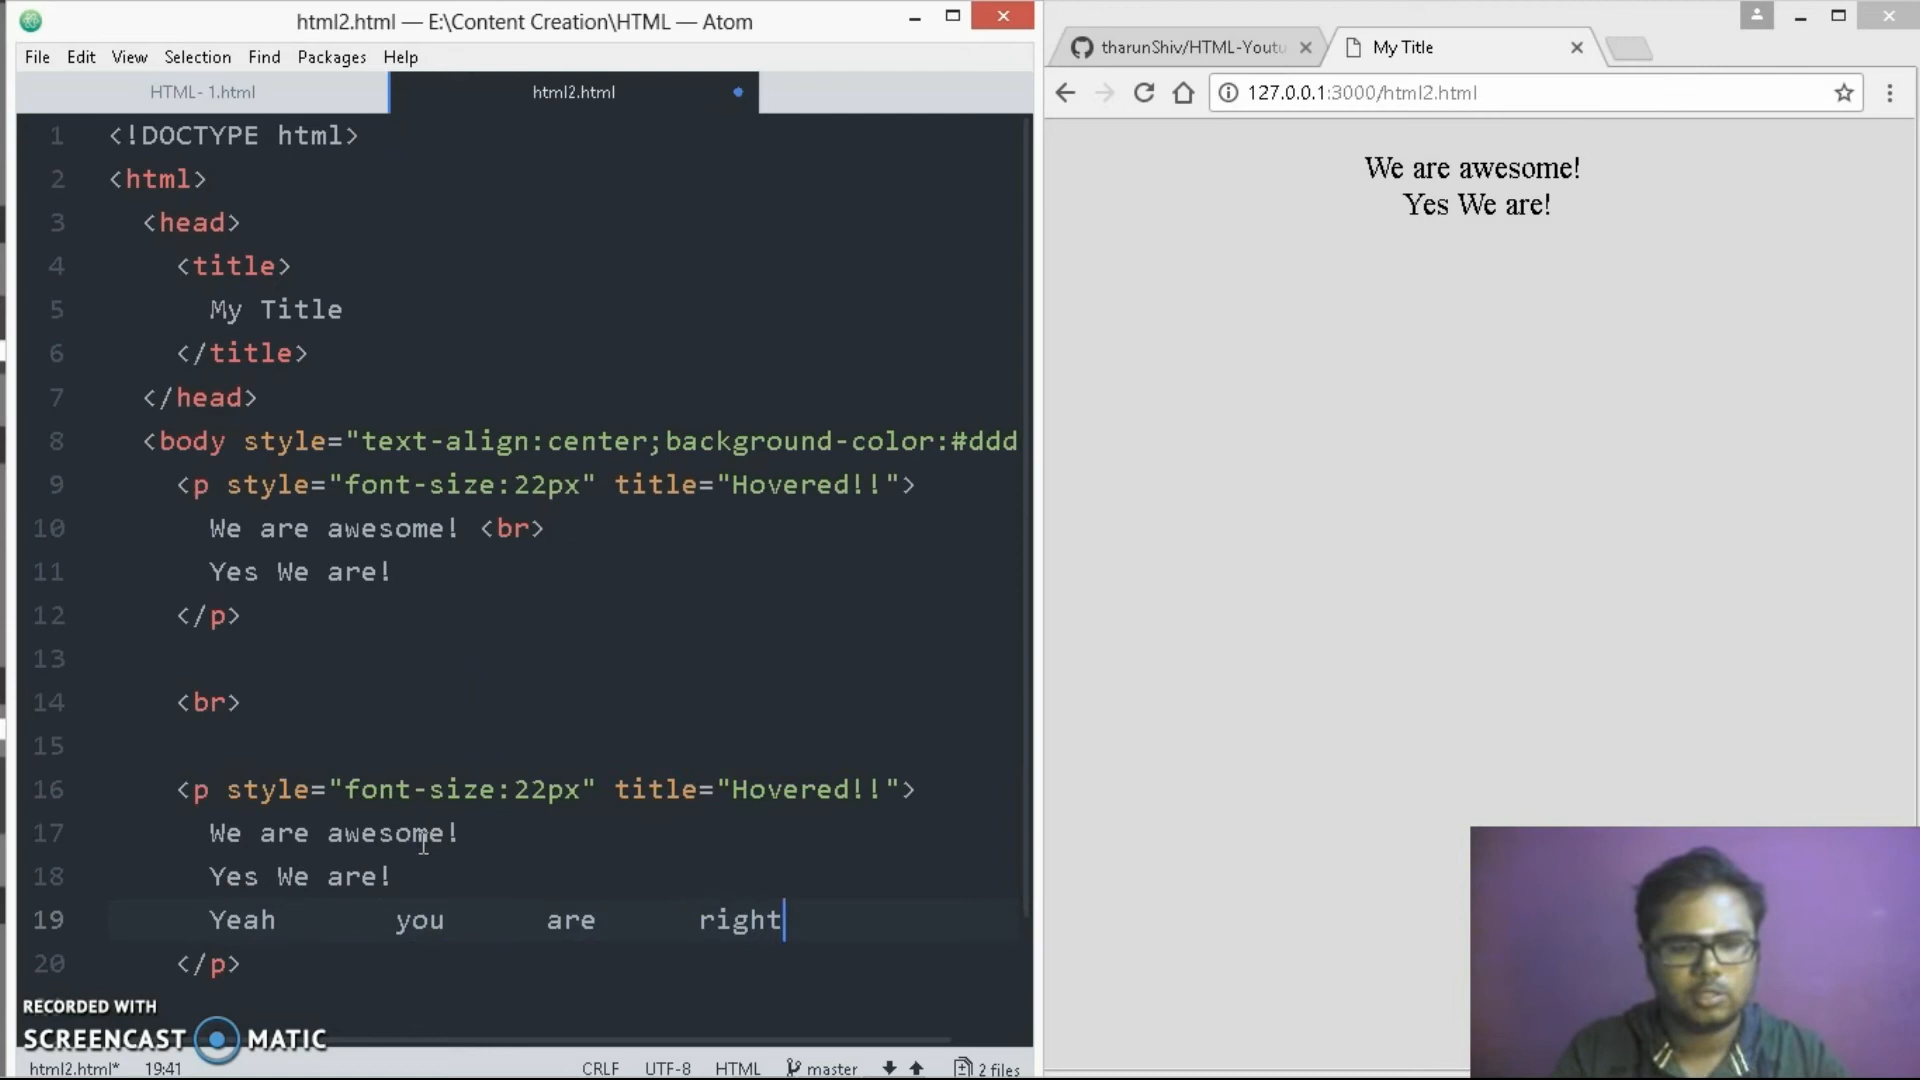 html2.html — E:\Content Creation\HTML — Atom
File Edit View Selection Find Packages Help
HTML- 1.html html2.html
1 <!DOCTYPE html>
2 <html>
3 <head>
4 <title>
5 My Title
6 </title>
7 </head>
8 <body style="text-align:center;background-color:#ddd
9 <p style="font-size:22px" title="Hovered!!">
10 We are awesome! <br>
11 Yes We are!
12 </p>
13
14 <br>
15
16 <p style="font-size:22px" title="Hovered!!">
17 We are awesome!
18 Yes We are!
19 Yeah you are right
20 </p>
RECORDED WITH
SCREENCAST MATIC
html2.html* 19:41 CRLF UTF-8 HTML master 2 files
tharunShiv/HTML-Youtu My Title
127.0.0.1:3000/html2.html
We are awesome!
Yes We are!